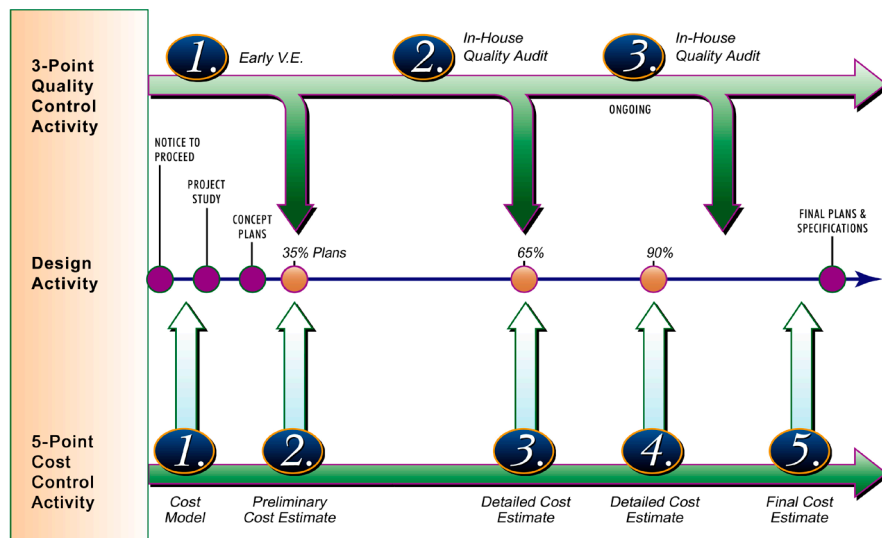 3-Point
Quality
Control
Activity
1.
Early V.E.
2.
In-House
Quality Audit
3.
In-House
Quality Audit
ONGOING
NOTICE TO
PROCEED
PROJECT
STUDY
CONCEPT
PLANS
35% Plans
65%
90%
FINAL PLANS &
SPECIFICATIONS
Design
Activity
5-Point
Cost
Control
Activity
1.
2.
3.
4.
5.
Cost
Model
Preliminary
Cost Estimate
Detailed Cost
Estimate
Detailed Cost
Estimate
Final Cost
Estimate